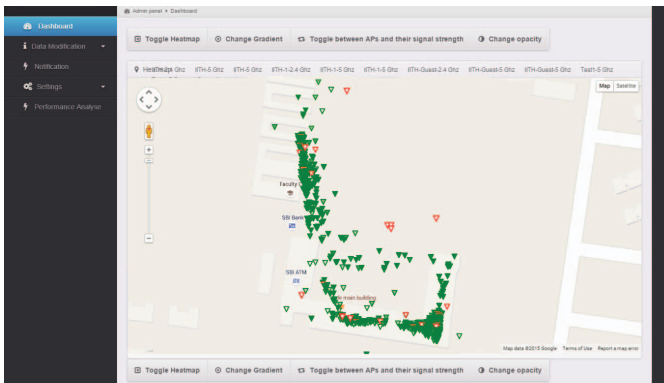 Admin panel Dashboard
Dashboard
Data Modification
Notification
Settings
Performance Analyse
Toggle Heatmap Change Gradient Toggle between APs and their signal strength Change opacity
IITH-5 Ghz IITH-5 Ghz IITH-1-2.4 Ghz IITH-1-5 Ghz IITH-1-5 Ghz IITH-Guest-2.4 Ghz IITH-Guest-5 Ghz IITH-Guest-5 Ghz Test1-5 Ghz
Map Satellite
Faculty
SBI Bank
SBI ATM
main building
Map data ©2015 Google Terms of Use Report a map error
Toggle Heatmap Change Gradient Toggle between APs and their signal strength Change opacity